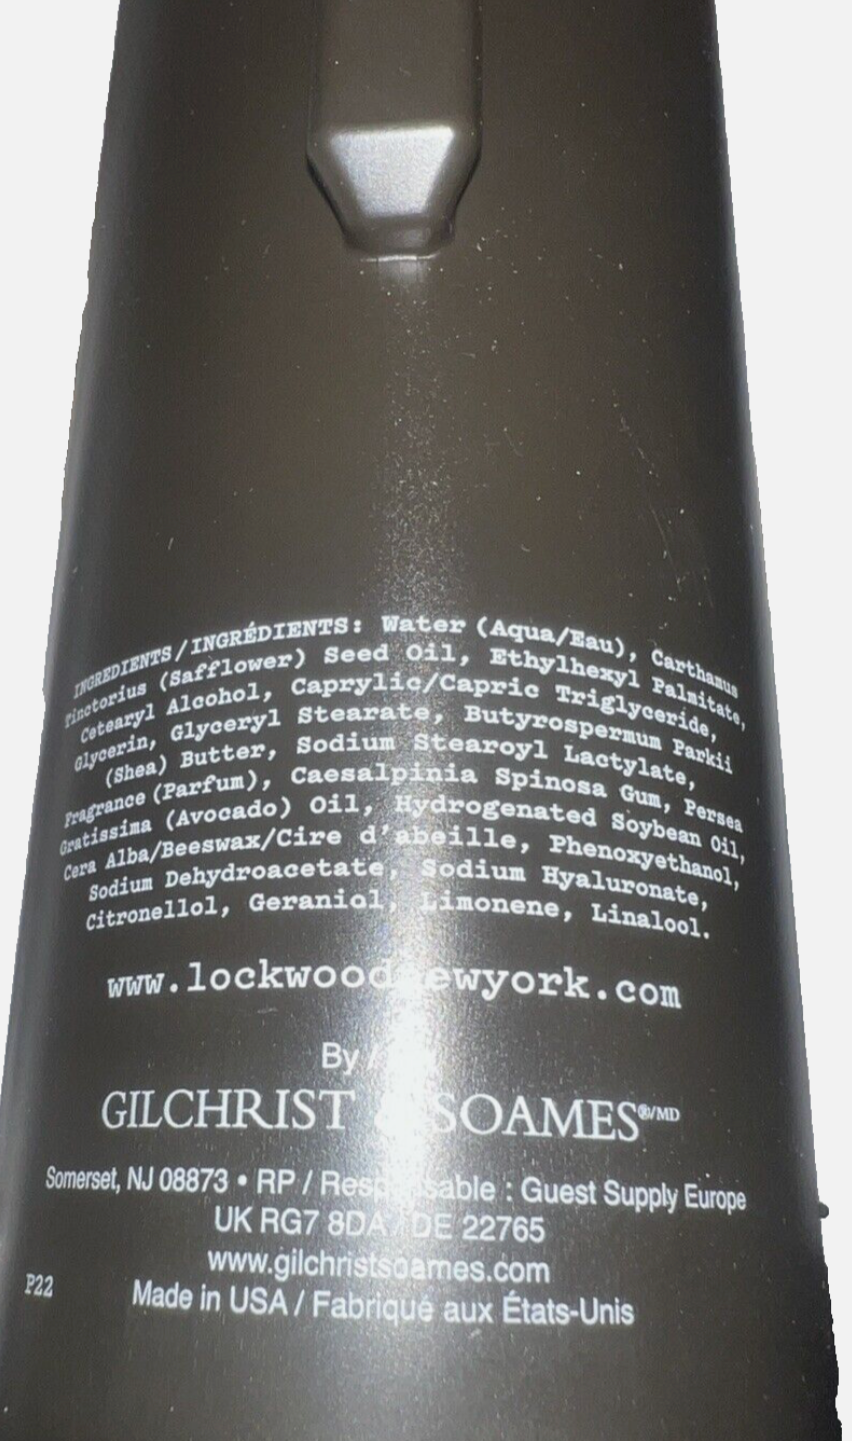 INGREDIENTS/INGRÉDIENTS: Water (Aqua/Eau), Carthamus
Tinctorius (Safflower) Seed Oil, Ethylhexyl Palmitate,
Cetearyl Alcohol, Caprylic/Capric Triglyceride,
Glycerin, Glyceryl Stearate, Butyrospermum Parkii
(Shea) Butter, Sodium Stearoyl Lactylate,
Fragrance (Parfum), Caesalpinia Spinosa Gum, Persea
Gratissima (Avocado) Oil, Hydrogenated Soybean Oil,
Cera Alba/Beeswax/Cire d'abeille, Phenoxyethanol,
Sodium Dehydroacetate, Sodium Hyaluronate,
Citronellol, Geraniol, Limonene, Linalool.
www.lockwoodnewyork.com
By /
GILCHRIST & SOAMES®/MD
Somerset, NJ 08873 • RP / Responsable : Guest Supply Europe
UK RG7 8DA / DE 22765
www.gilchristsoames.com
P22
Made in USA / Fabriqué aux États-Unis